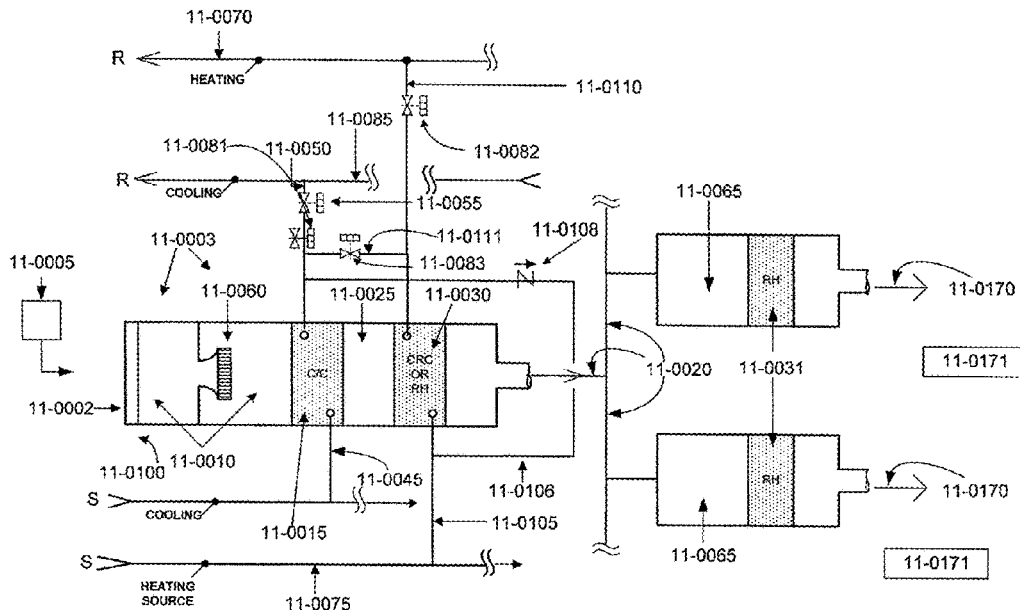 11-0070
R
HEATING
11-0110
11-0085
11-0081
11-0050
11-0082
R
COOLING
11-0055
11-0065
11-0003
11-0111
11-0108
11-0005
11-0083
11-0060
11-0025
11-0030
RH
11-0170
C/C
CRC
OR
RH
11-0020
11-0031
11-0171
11-0002
11-0100
11-0010
11-0045
11-0106
RH
11-0170
S
COOLING
11-0015
11-0105
11-0065
11-0171
S
HEATING
SOURCE
11-0075